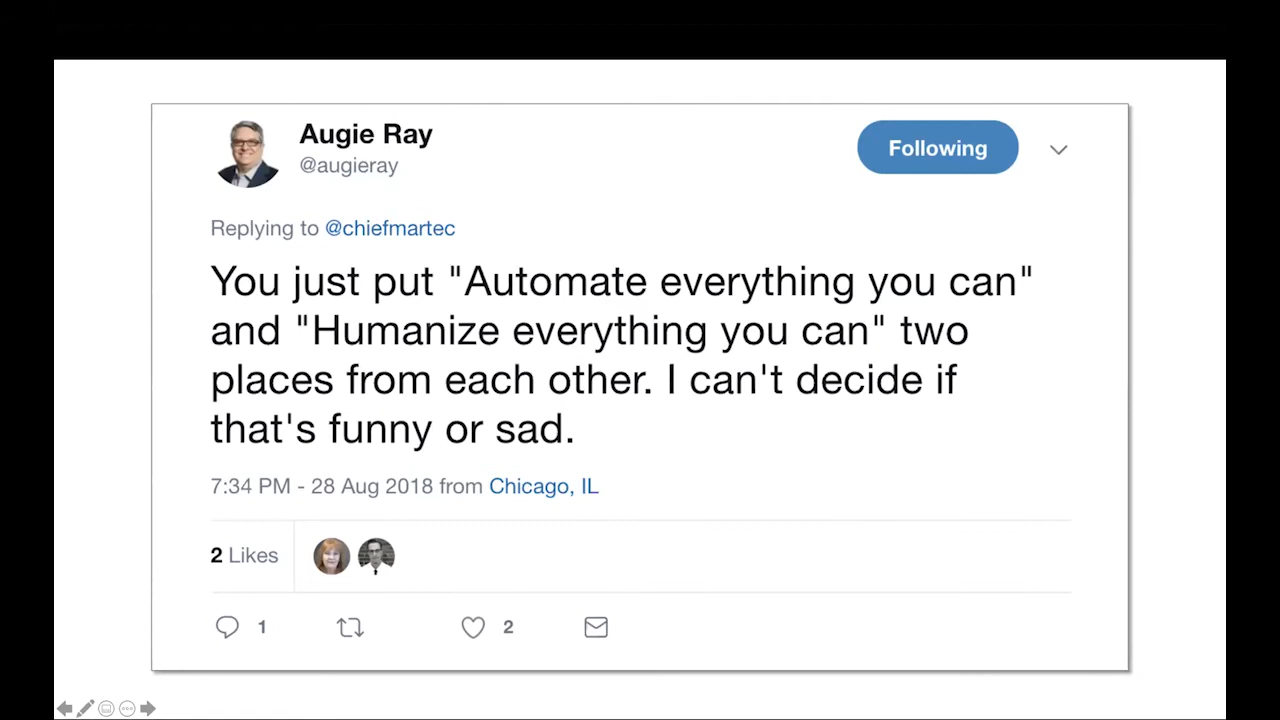 Augie Ray
@augieray
Following
Replying to @chiefmartec
You just put "Automate everything you can"
and "Humanize everything you can" two
places from each other. I can't decide if
that's funny or sad.
7:34 PM - 28 Aug 2018 from Chicago, IL
2 Likes
1
2